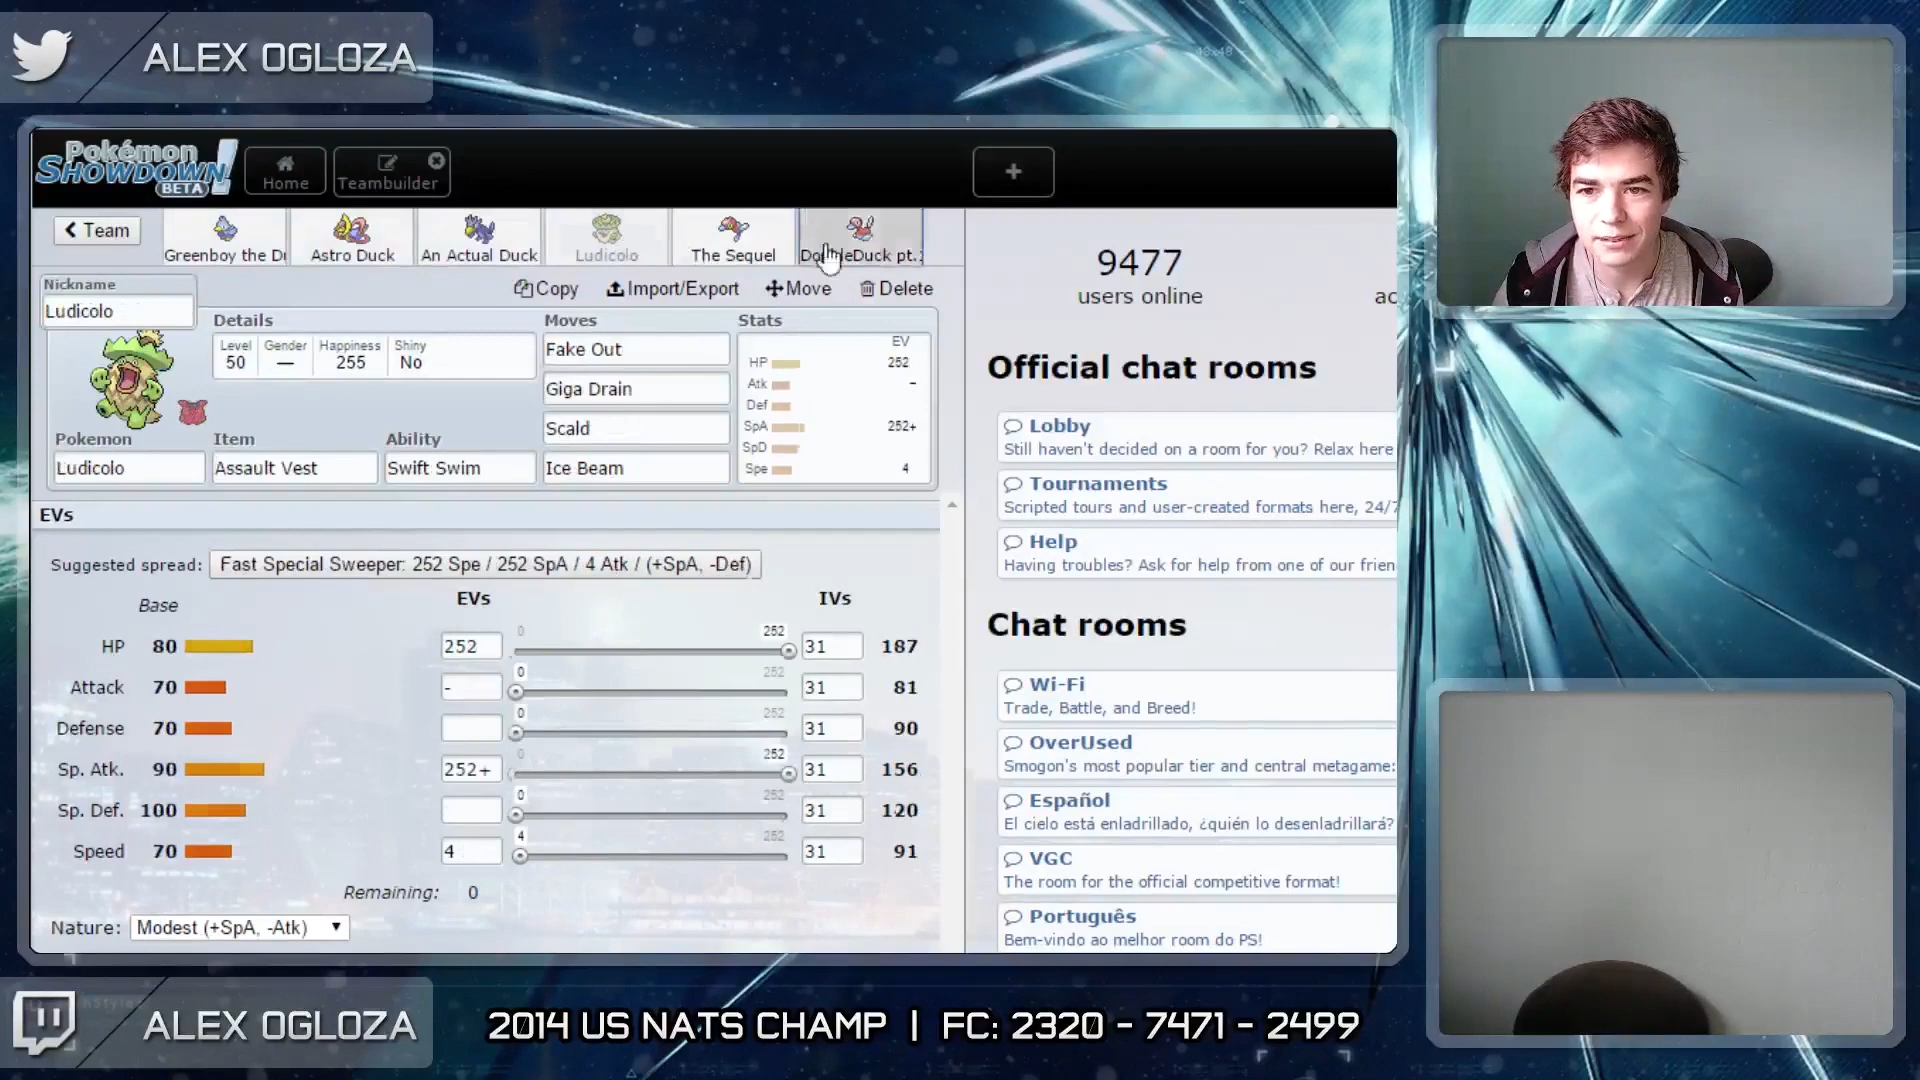 ALEX OGLOZA
Pokémon
SHOWDOWN!
BETA
Home
Teambuilder
+
< Team
Greenboy the D
Astro Duck
An Actual Duck
Ludicolo
The Sequel
Nickname
Ludicolo
Copy
Import/Export
Move
Delete
Details
Moves
Stats
Level Gender Happiness Shiny
50 — 255 No
Fake Out
Giga Drain
Scald
Ice Beam
EV
HP 252
Atk -
Def
SpA 252+
SpD
Spe 4
Pokemon Item Ability
Ludicolo Assault Vest Swift Swim
EVs
Suggested spread: Fast Special Sweeper: 252 Spe / 252 SpA / 4 Atk / (+SpA, -Def)
Base EVs IVs
HP 80 252 0 252 31 187
Attack 70 - 0 252 31 81
Defense 70 0 252 31 90
Sp. Atk. 90 252+ 0 252 31 156
Sp. Def. 100 0 252 31 120
Speed 70 4 4 252 31 91
Remaining: 0
Nature: Modest (+SpA, -Atk)
9477
users online
ac
Official chat rooms
Lobby
Still haven't decided on a room for you? Relax here
Tournaments
Scripted tours and user-created formats here, 24/7
Help
Having troubles? Ask for help from one of our frien
Chat rooms
Wi-Fi
Trade, Battle, and Breed!
OverUsed
Smogon's most popular tier and central metagame:
Español
El cielo está enladrillado, ¿quién lo desenladrillará?
VGC
The room for the official competitive format!
Português
Bem-vindo ao melhor room do PS!
ALEX OGLOZA
2014 US NATS CHAMP | FC: 2320 - 7471 - 2499